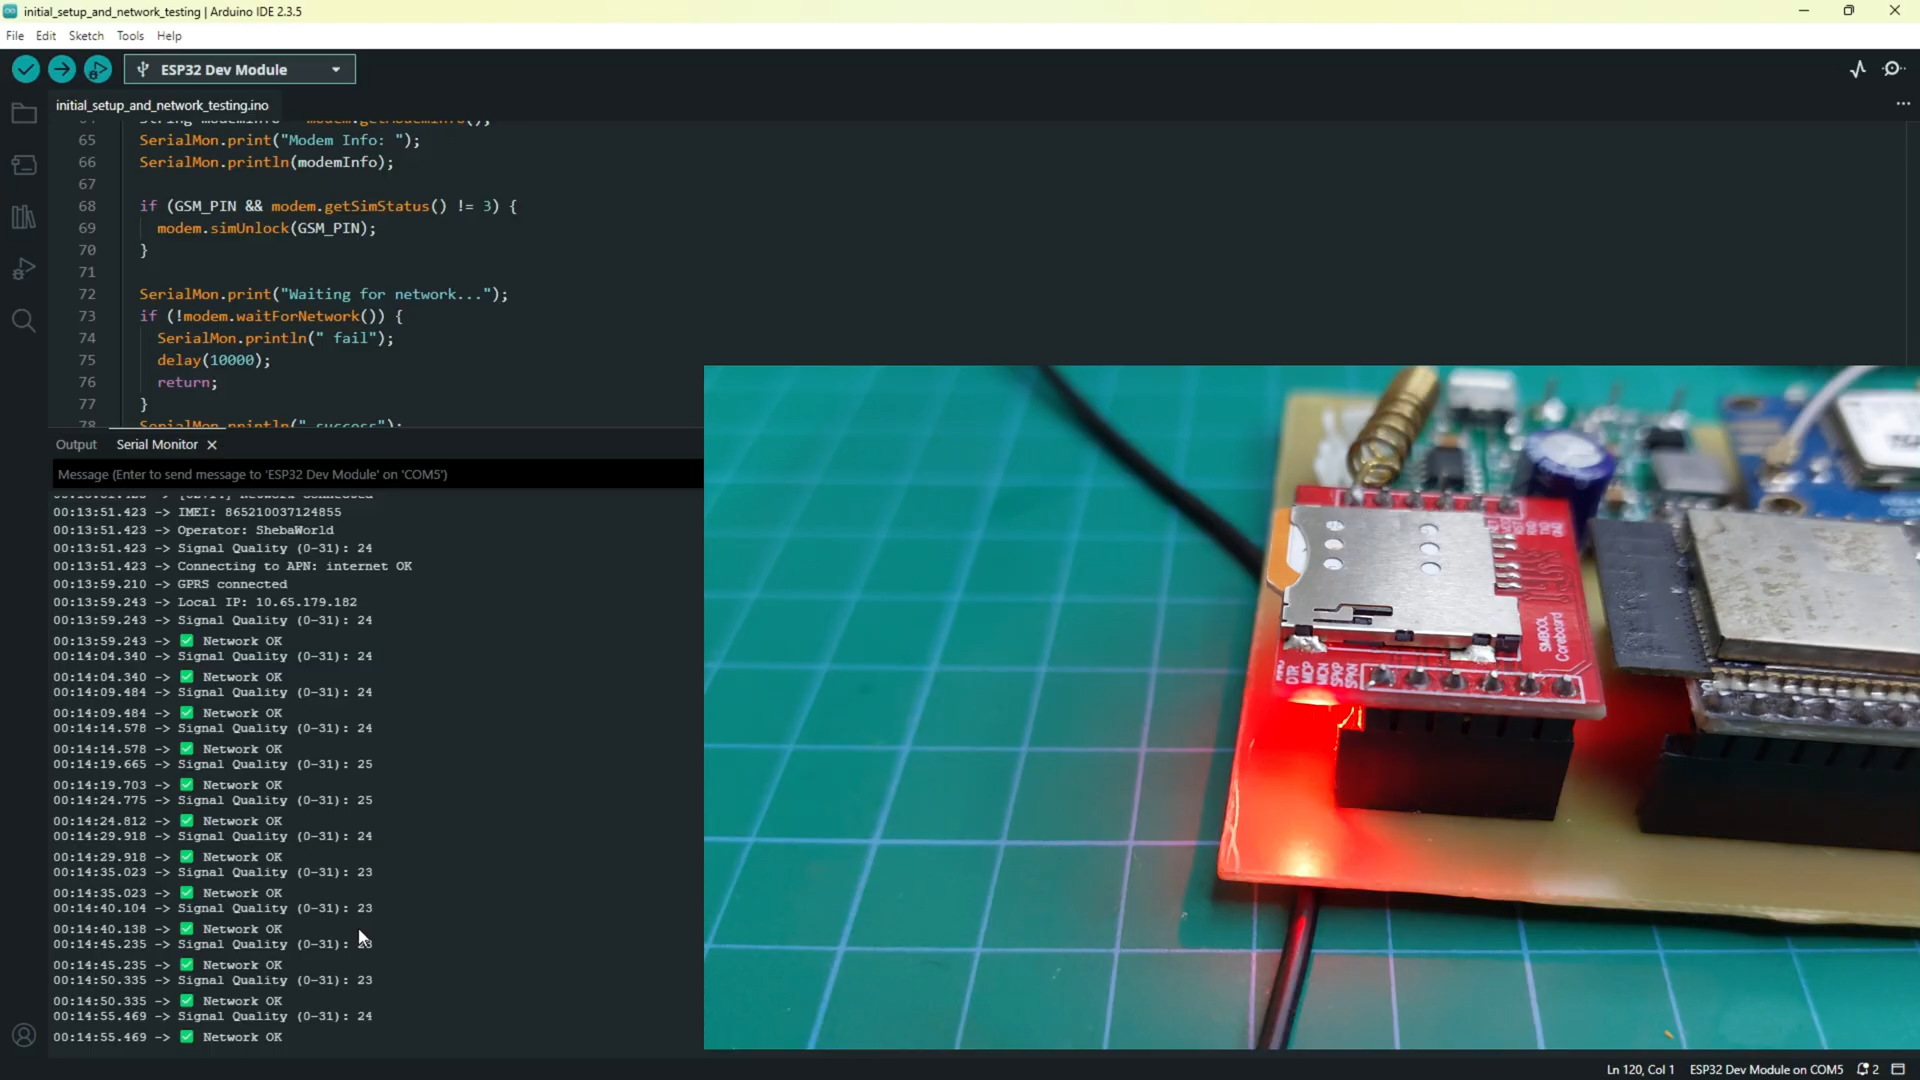 initial_setup_and_network_testing | Arduino IDE 2.3.5
File Edit Sketch Tools Help
ESP32 Dev Module
initial_setup_and_network_testing.ino
65 SerialMon.print("Modem Info: ");
66 SerialMon.println(modemInfo);
67
68 if (GSM_PIN && modem.getSimStatus() != 3) {
69 modem.simUnlock(GSM_PIN);
70 }
71
72 SerialMon.print("Waiting for network...");
73 if (!modem.waitForNetwork()) {
74 SerialMon.println(" fail");
75 delay(10000);
76 return;
77 }
78 SerialMon.println(" success");
Output Serial Monitor
Message (Enter to send message to 'ESP32 Dev Module' on 'COM5')
00:13:51.423 -> IMEI: 865210037124855
00:13:51.423 -> Operator: ShebaWorld
00:13:51.423 -> Signal Quality (0-31): 24
00:13:51.423 -> Connecting to APN: internet OK
00:13:59.210 -> GPRS connected
00:13:59.243 -> Local IP: 10.65.179.182
00:13:59.243 -> Signal Quality (0-31): 24
00:13:59.243 -> ✅ Network OK
00:14:04.340 -> Signal Quality (0-31): 24
00:14:04.340 -> ✅ Network OK
00:14:09.484 -> Signal Quality (0-31): 24
00:14:09.484 -> ✅ Network OK
00:14:14.578 -> Signal Quality (0-31): 24
00:14:14.578 -> ✅ Network OK
00:14:19.665 -> Signal Quality (0-31): 25
00:14:19.703 -> ✅ Network OK
00:14:24.775 -> Signal Quality (0-31): 25
00:14:24.812 -> ✅ Network OK
00:14:29.918 -> Signal Quality (0-31): 24
00:14:29.918 -> ✅ Network OK
00:14:35.023 -> Signal Quality (0-31): 23
00:14:35.023 -> ✅ Network OK
00:14:40.104 -> Signal Quality (0-31): 23
00:14:40.138 -> ✅ Network OK
00:14:45.235 -> Signal Quality (0-31):
00:14:45.235 -> ✅ Network OK
00:14:50.335 -> Signal Quality (0-31): 23
00:14:50.335 -> ✅ Network OK
00:14:55.469 -> Signal Quality (0-31): 24
00:14:55.469 -> ✅ Network OK
NET
VCC
RST
RXD
TXD
GND
Coreboard
DTR
MICP
MICN
SPKP
SPKN
Ln 120, Col 1 ESP32 Dev Module on COM5 2